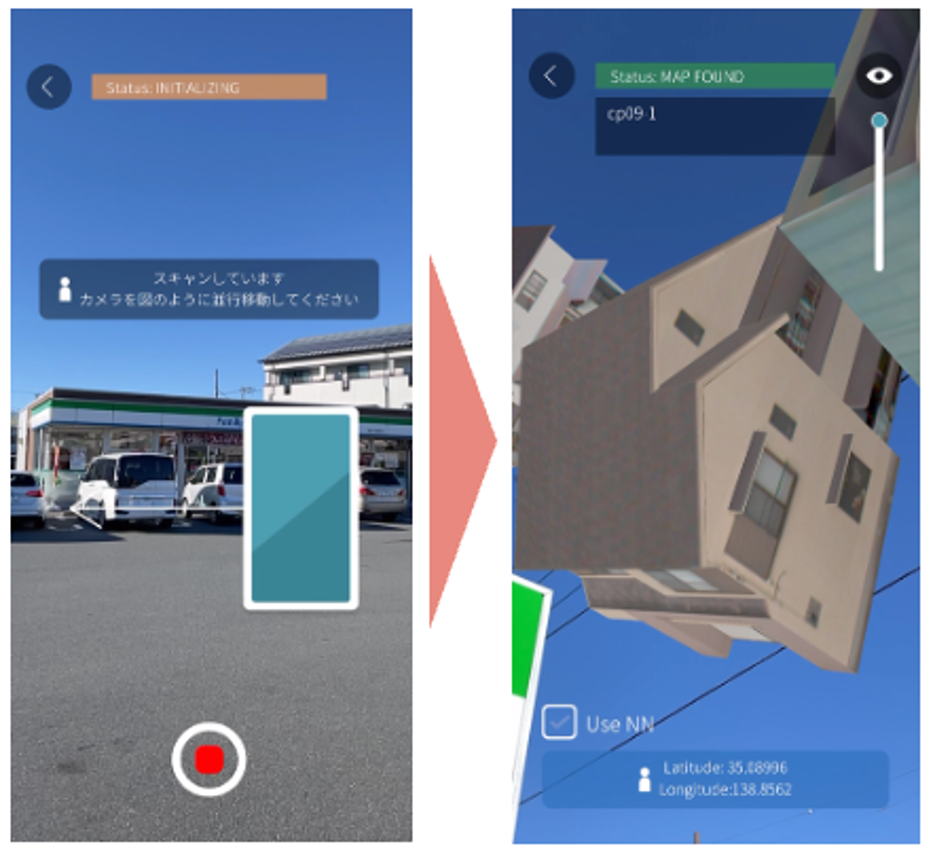 Status: INITIALIZING
スキャンしています
カメラを図のように並行移動してください
Status: MAP FOUND
cp09-1
Use NN
Latitude: 35.08996
Longitude:138.8562